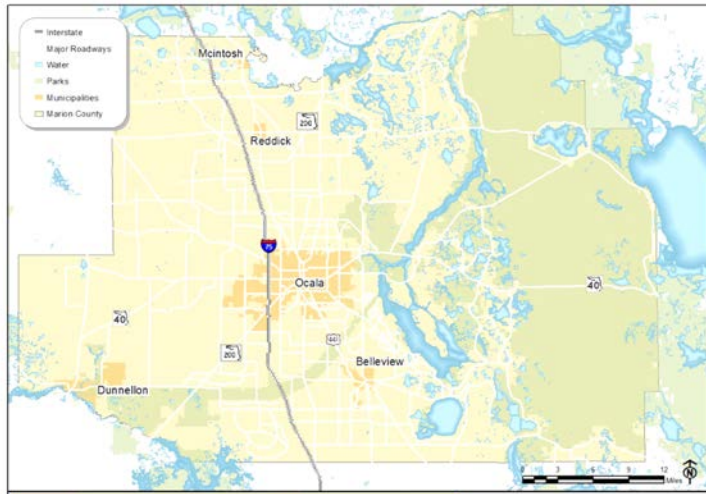 Interstate
Major Roadways
Water
Parks
Municipalities
Marion County
Mcintosh
200
Reddick
75
Ocala
40
40
200
441
Belleview
Dunnellon
0
3
6
9
12
Miles
N